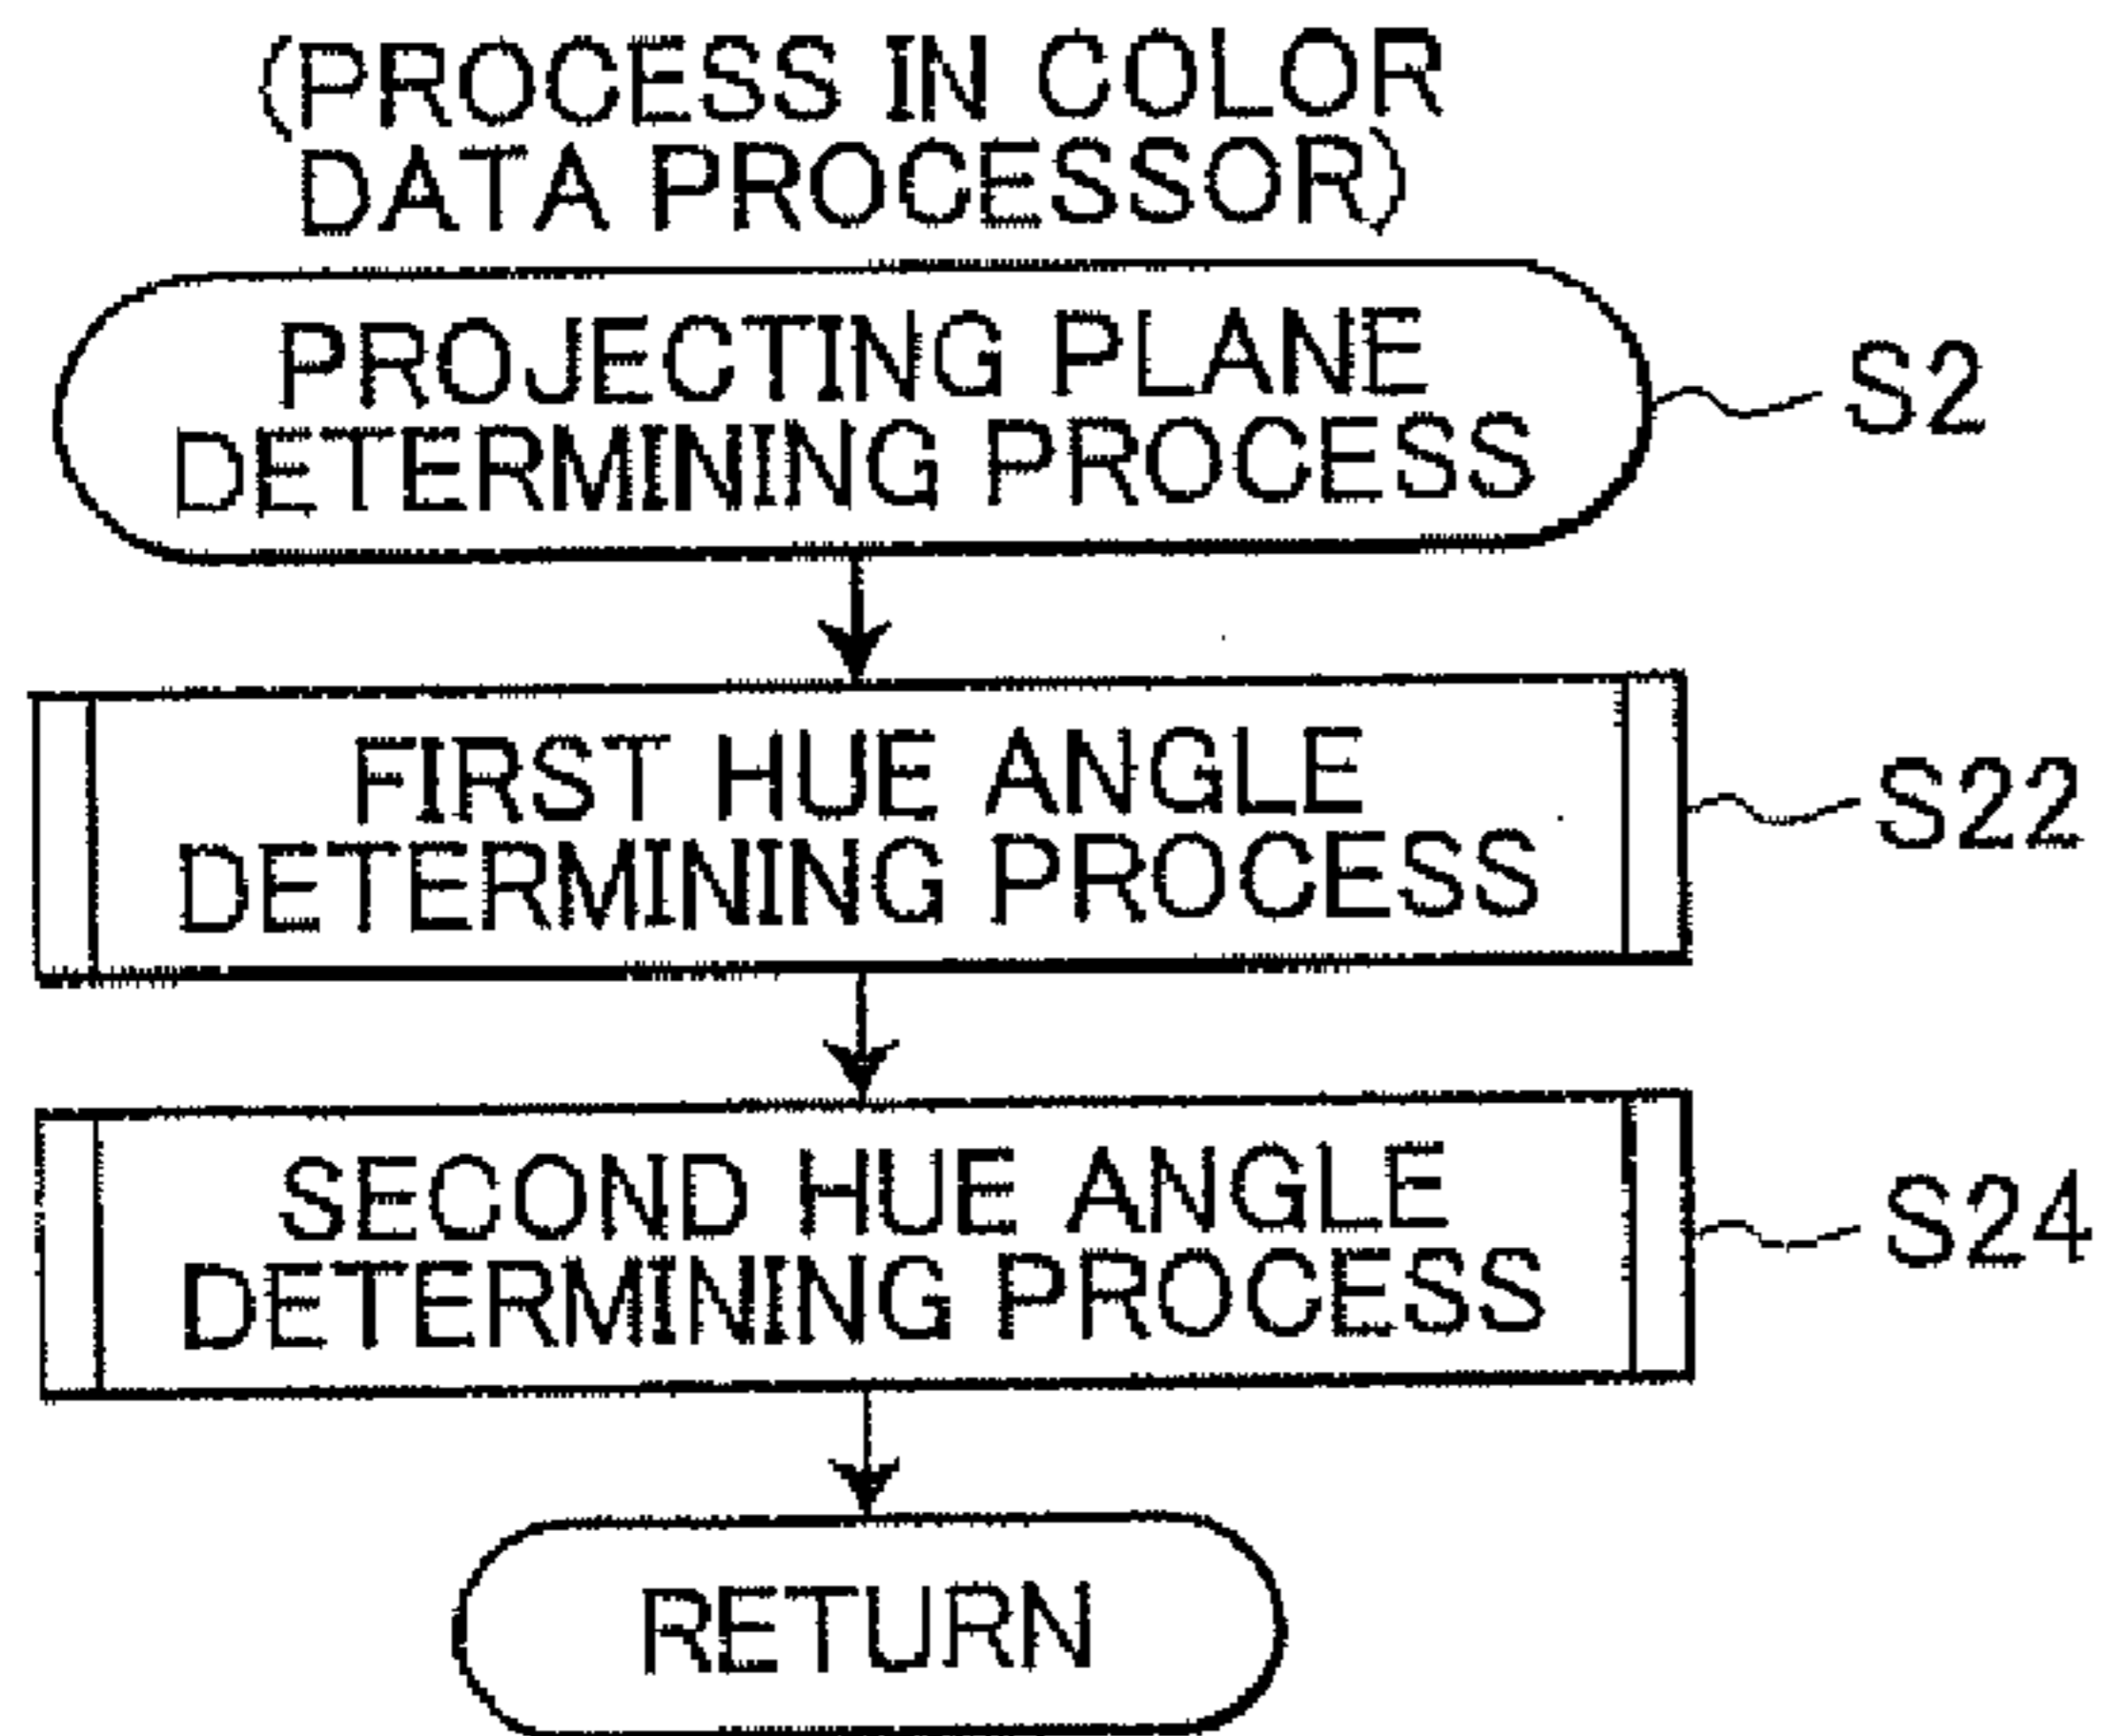 (PROCESS IN COLOR
DATA PROCESSOR)
PROJECTING PLANE
DETERMINING PROCESS
S2
FIRST HUE ANGLE
DETERMINING PROCESS
S22
SECOND HUE ANGLE
DETERMINING PROCESS
S24
RETURN